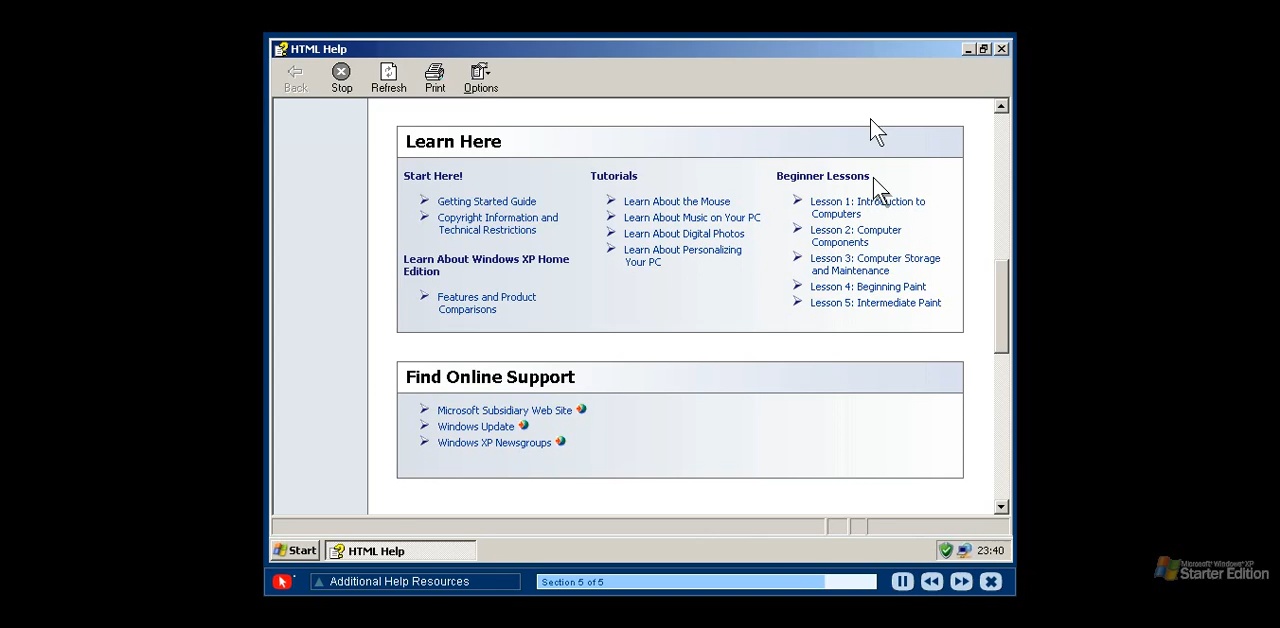 HTML Help
Back
Stop
Refresh
Print
Options
Learn Here
Start Here!
Getting Started Guide
Copyright Information and
Technical Restrictions
Learn About Windows XP Home
Edition
Features and Product
Comparisons
Tutorials
Learn About the Mouse
Learn About Music on Your PC
Learn About Digital Photos
Learn About Personalizing
Your PC
Beginner Lessons
Lesson 1: Introduction to
Computers
Lesson 2: Computer
Components
Lesson 3: Computer Storage
and Maintenance
Lesson 4: Beginning Paint
Lesson 5: Intermediate Paint
Find Online Support
Microsoft Subsidiary Web Site
Windows Update
Windows XP Newsgroups
Start
HTML Help
23:40
Additional Help Resources
Section 5 of 5
Microsoft® Windows® XP
Starter Edition